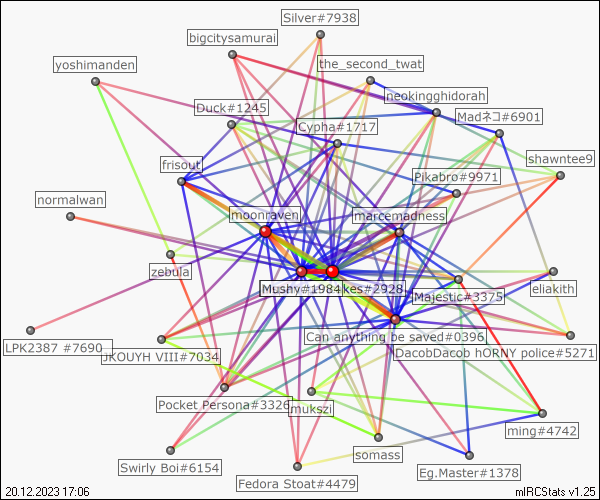 Silver#7938
bigcitysamurai
the_second_twat
yoshimanden
neokingghidorah
Duck#1245
Madネコ#6901
Cypha#1717
shawntee9
frisout
Pikabro#9971
normalwan
moonraven
marcemadness
zebula
Mushy#1984
kes#2928
eliakith
Majestic#3375
Can anything be saved#0396
LPK2387 #7690
JKOUYH VIII#7034
DacobDacob hORNY police#5271
Pocket Persona#3326
mukszi
ming#4742
somass
Swirly Boi#6154
Eg.Master#1378
Fedora Stoat#4479
20.12.2023 17:06
mIRCStats v1.25